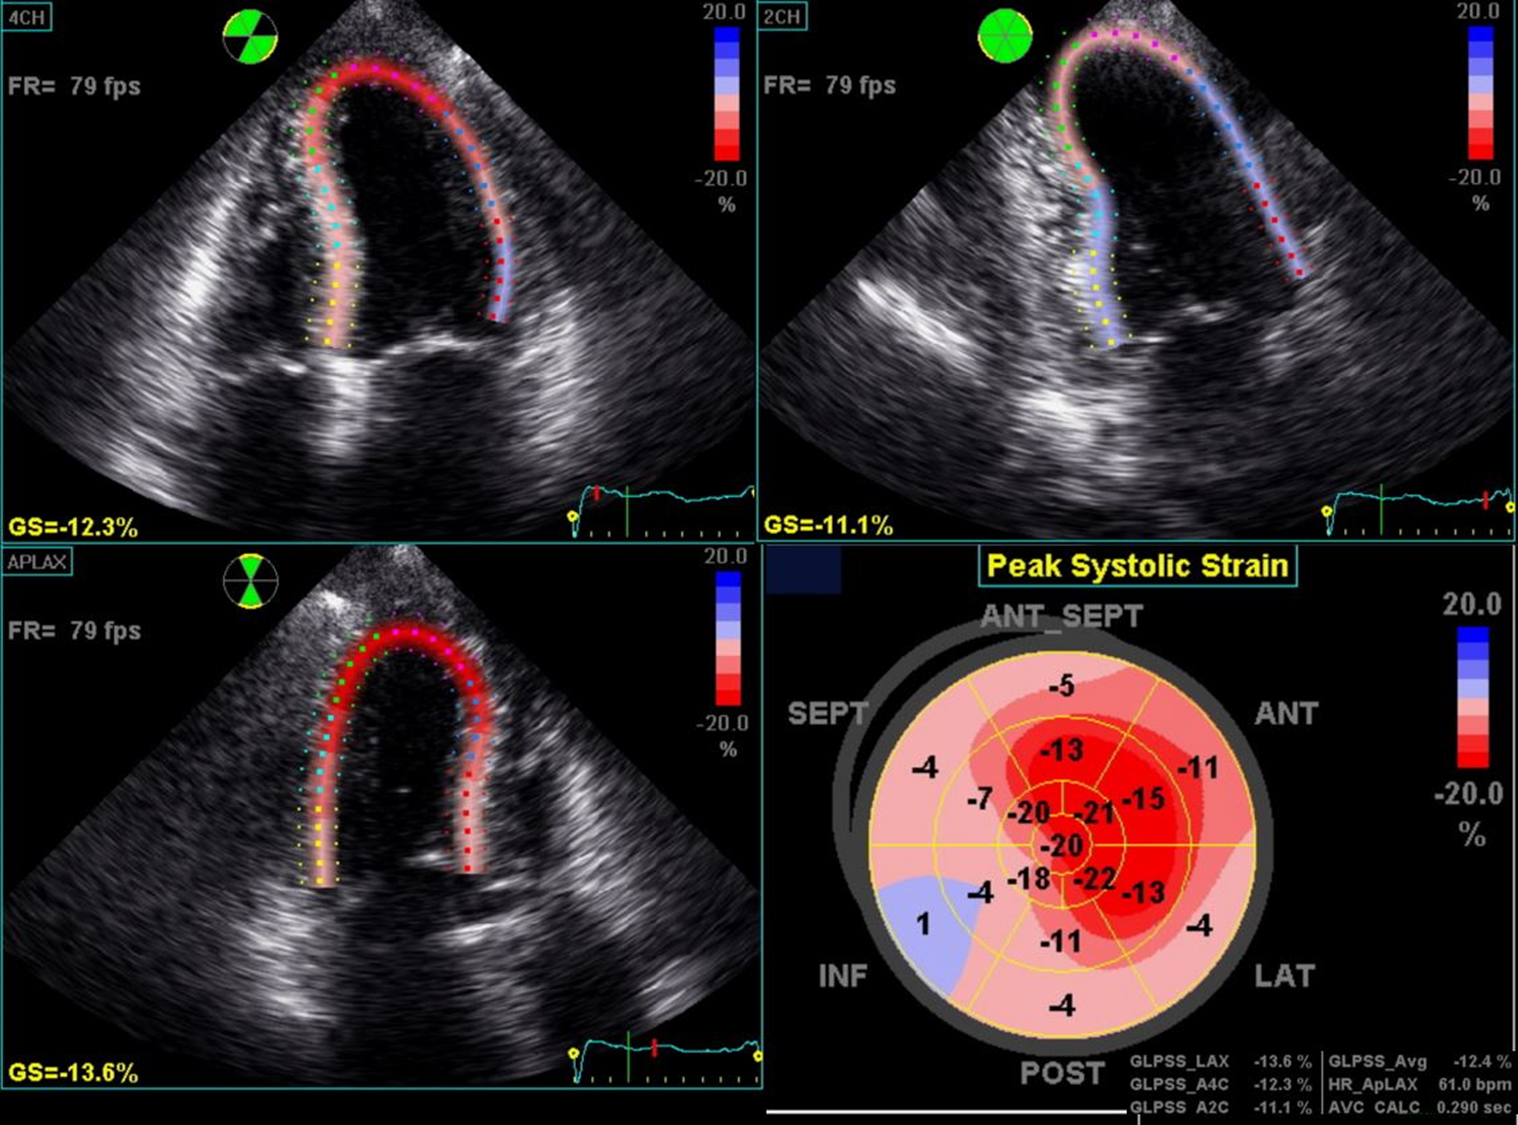 4CH
FR= 79 fps
20.0
-20.0
%
GS=-12.3%
2CH
FR= 79 fps
20.0
-20.0
%
GS=-11.1%
APLAX
FR= 79 fps
20.0
-20.0
%
GS=-13.6%
Peak Systolic Strain
ANT_SEPT
20.0
SEPT
ANT
-20.0
%
INF
LAT
POST
-5
-4
-13
-11
-7
-20
-21
-15
-20
-4
-18
-22
-13
1
-11
-4
-4
GLPSS_LAX -13.6 % GLPSS_Avg -12.4 %
GLPSS_A4C -12.3 % HR_ApLAX 61.0 bpm
GLPSS_A2C -11.1 % AVC_CALC 0.290 sec